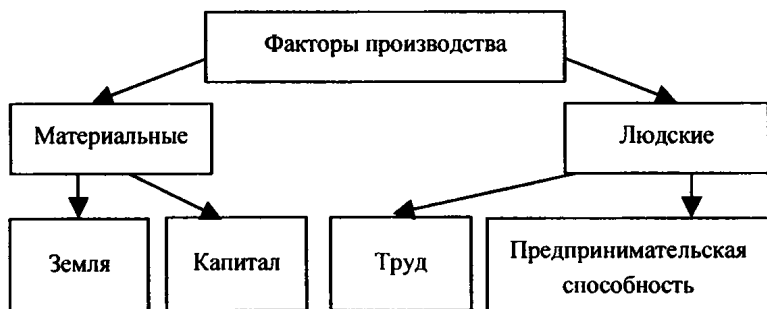 Факторы производства
Материальные
Людские
Земля
Капитал
Труд
Предпринимательская
способность